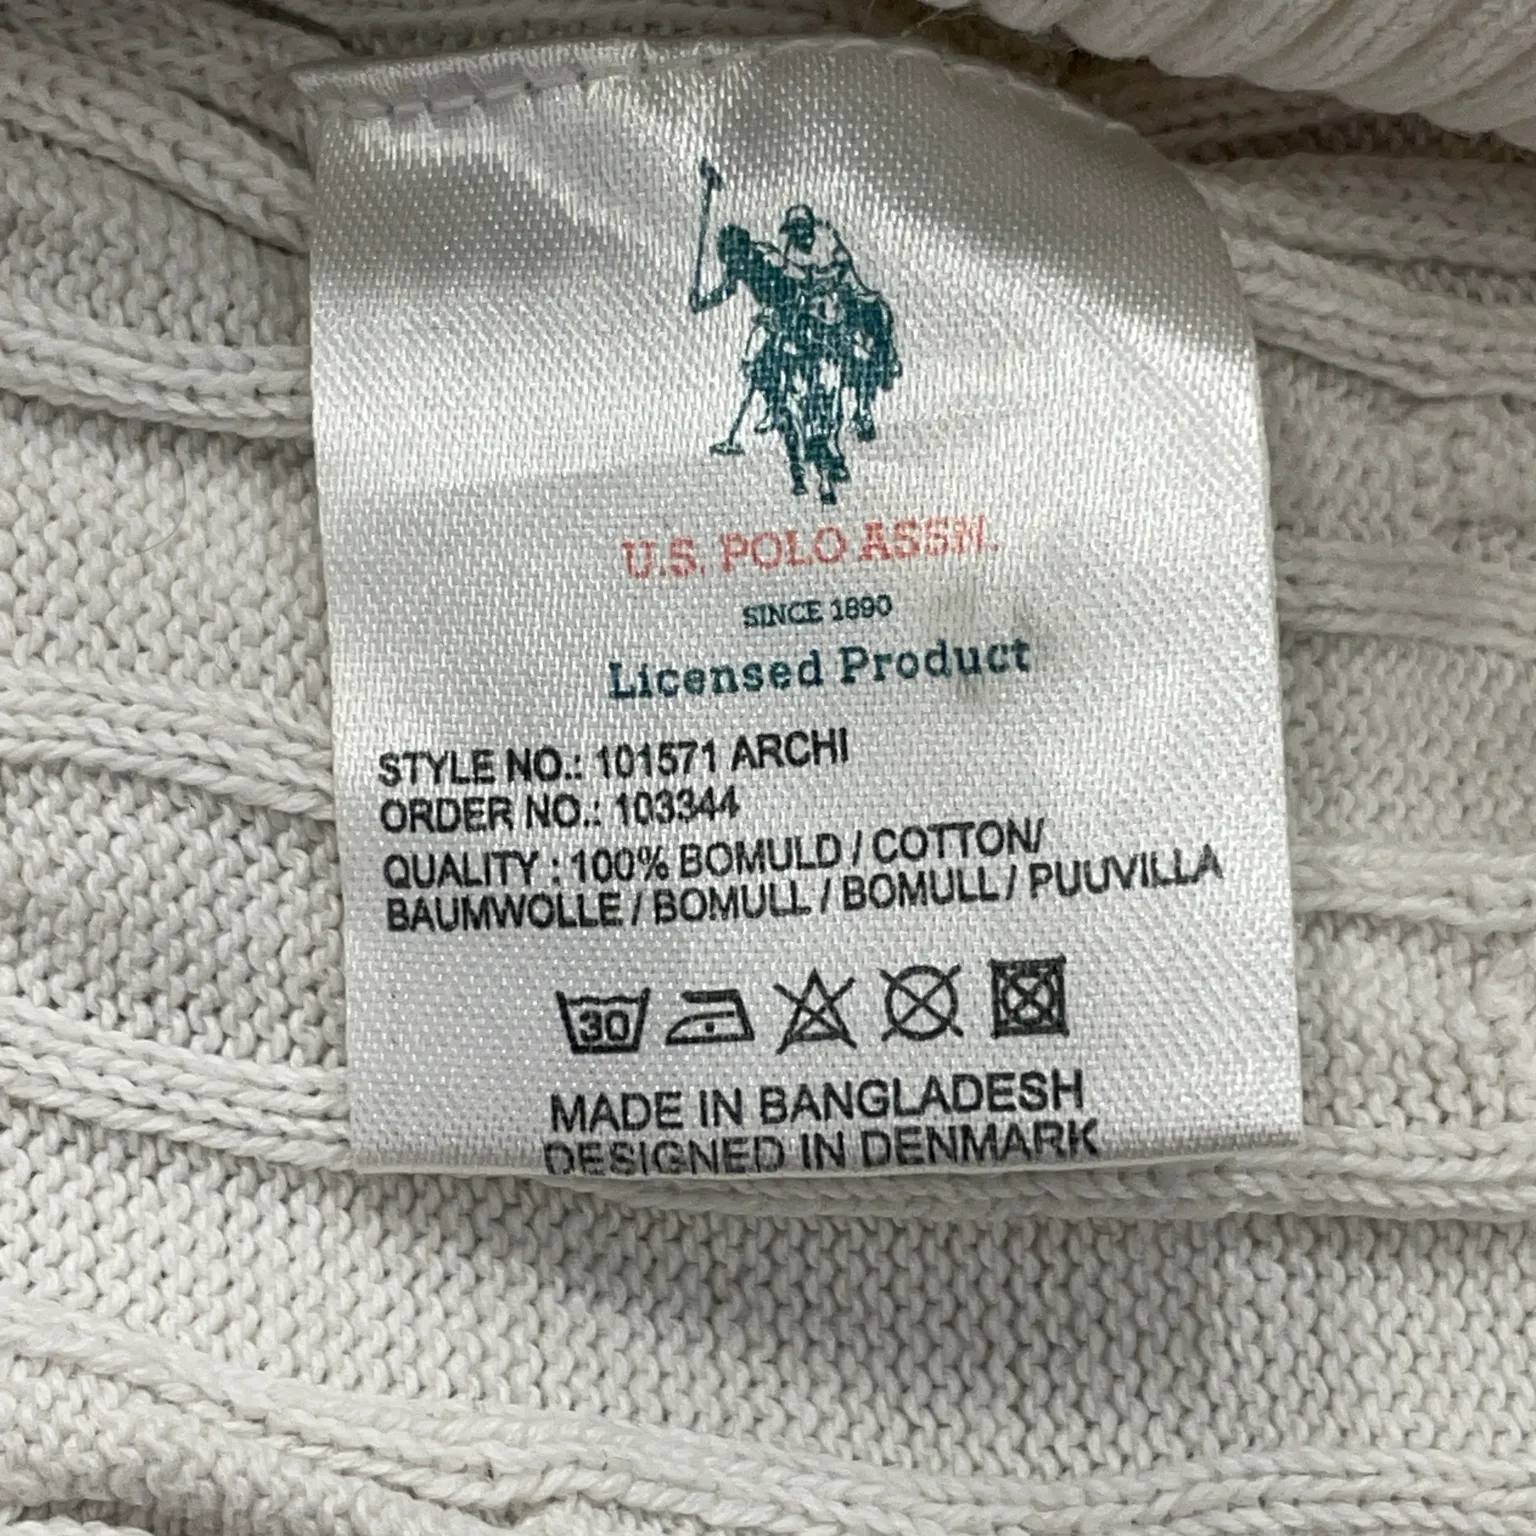 U.S. POLO ASSN.
SINCE 1890
Licensed Product
STYLE NO.: 101571 ARCHI
ORDER NO.: 103344
QUALITY : 100% BOMULD / COTTON/
BAUMWOLLE / BOMULL / BOMULL / PUUVILLA
30
MADE IN BANGLADESH
DESIGNED IN DENMARK